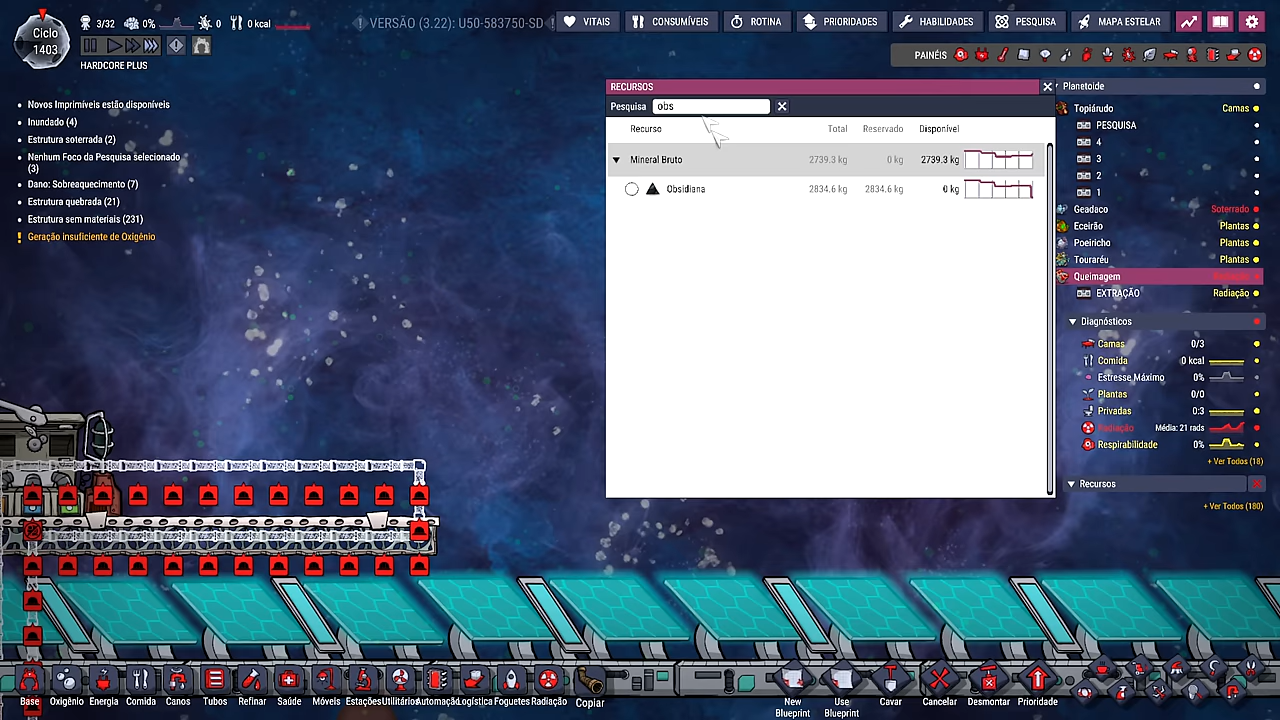 Ciclo
1403
3/32
0%
0
0 kcal
HARDCORE PLUS
VERSÃO (3.22): U50-583750-SD
VITAIS
CONSUMÍVEIS
ROTINA
PRIORIDADES
HABILIDADES
PESQUISA
MAPA ESTELAR
PAINÉIS
Novos Imprimíveis estão disponíveis
Inundado (4)
Estrutura soterrada (2)
Nenhum Foco da Pesquisa selecionado
(3)
Dano: Sobreaquecimento (7)
Estrutura quebrada (21)
Estrutura sem materiais (231)
Geração insuficiente de Oxigênio
RECURSOS
Pesquisa obs
Recurso Total Reservado Disponível
Mineral Bruto 2739.3 kg 0 kg 2739.3 kg
Obsidiana 2834.6 kg 2834.6 kg 0 kg
Planetoide
Topiárudo Camas
PESQUISA
4
3
2
1
Geadaco Soterrado
Eceirão Plantas
Poeiricho Plantas
Touraréu Plantas
Queimagem
EXTRAÇÃO Radiação
Diagnósticos
Camas 0/3
Comida 0 kcal
Estresse Máximo 0%
Plantas 0/0
Privadas 0:3
Radiação Média: 21 rads
Respirabilidade 0%
+ Ver Todos (18)
Recursos
+ Ver Todos (180)
Base
Oxigênio
Energia
Comida
Canos
Tubos
Refinar
Saúde
Móveis
Estações
Utilitários
Automação
Logística
Foguetes
Radiação
Copiar
New
Blueprint
Use
Blueprint
Cavar
Cancelar
Desmontar
Prioridade